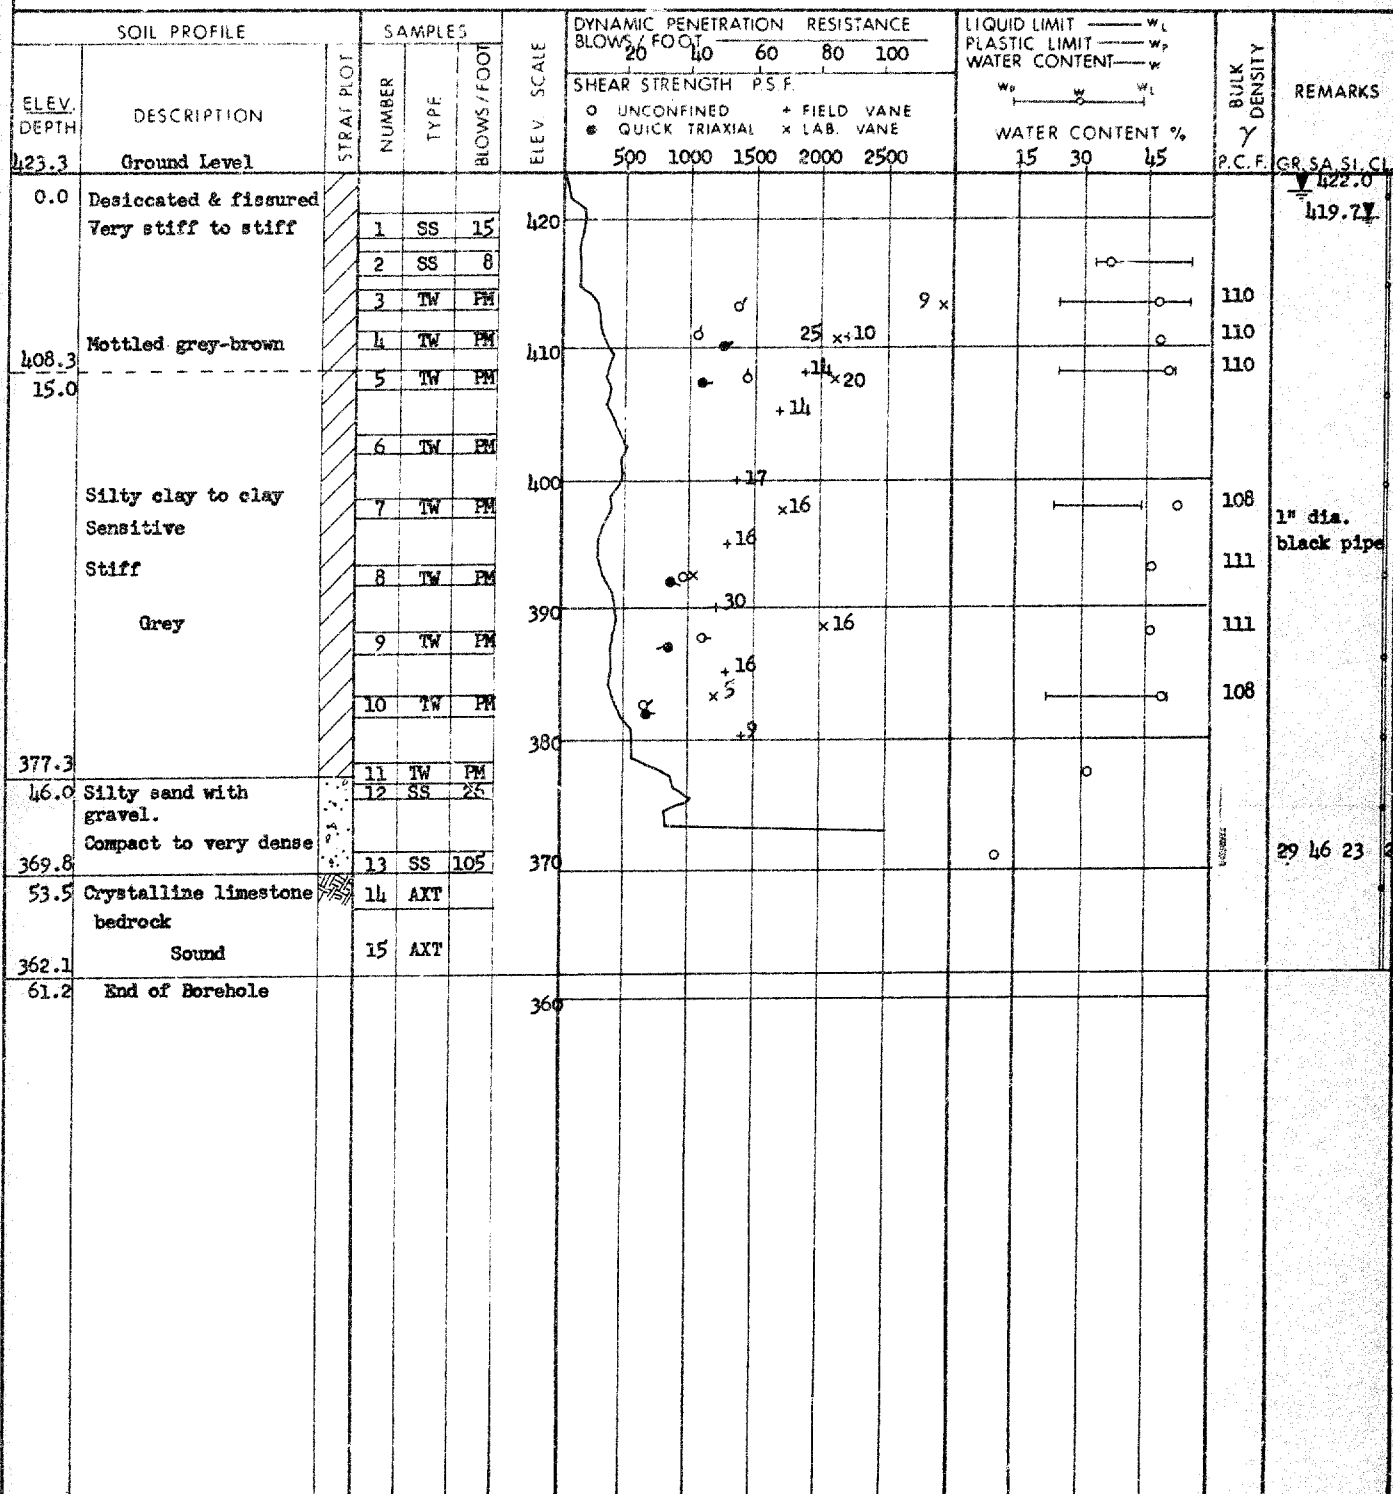 SOIL PROFILE
SAMPLES
ELEV. DEPTH
DESCRIPTION
STRAT PLOT
NUMBER
TYPE
BLOWS/FOOT
ELEV SCALE
DYNAMIC PENETRATION RESISTANCE
BLOWS/FOOT
20 40 60 80 100
SHEAR STRENGTH P.S.F.
o UNCONFINED + FIELD VANE
● QUICK TRIAXIAL × LAB. VANE
500 1000 1500 2000 2500
LIQUID LIMIT —— wL
PLASTIC LIMIT —— wP
WATER CONTENT —— w
wP w wL
WATER CONTENT %
15 30 45
BULK DENSITY
γ
P.C.F.
REMARKS
GR. SA. SI. CL
423.3 Ground Level
422.0
0.0 Desiccated & fissured
419.7
Very stiff to stiff 1 SS 15 420
2 SS 8
3 TW PM 9 110
25 10
Mottled grey-brown 4 TW PM 410 110
408.3
14 20
15.0 5 TW PM 110
14
6 TW PM
17
400
Silty clay to clay 7 TW PM 16 108
1" dia.
Sensitive
16
black pipe
Stiff 8 TW PM 111
30
390
Grey 16 111
9 TW PM
16
5
10 TW PM 108
9
380
377.3 11 TW PM
46.0 Silty sand with 12 SS 26
gravel.
Compact to very dense
29 46 23 2
369.8 13 SS 105 370
53.5 Crystalline limestone 14 AXT
bedrock
Sound 15 AXT
362.1
61.2 End of Borehole
360